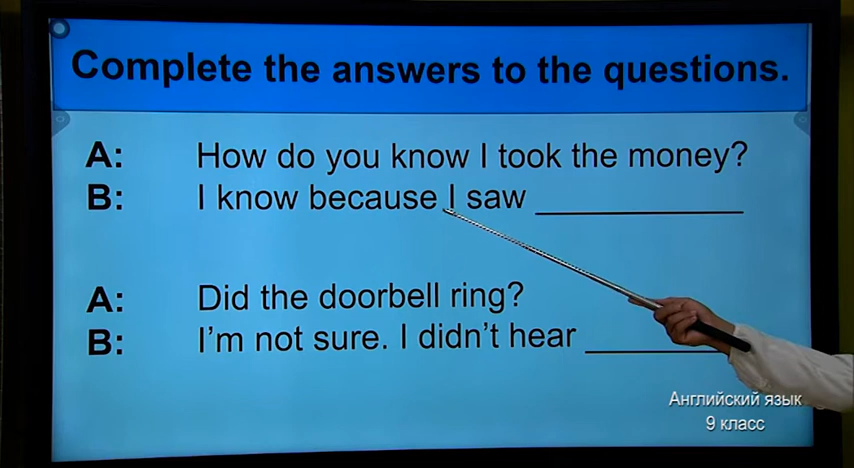 Complete the answers to the questions.
A: How do you know I took the money?
B: I know because I saw ____________
A: Did the doorbell ring?
B: I'm not sure. I didn't hear ____________
Английский язык
9 класс